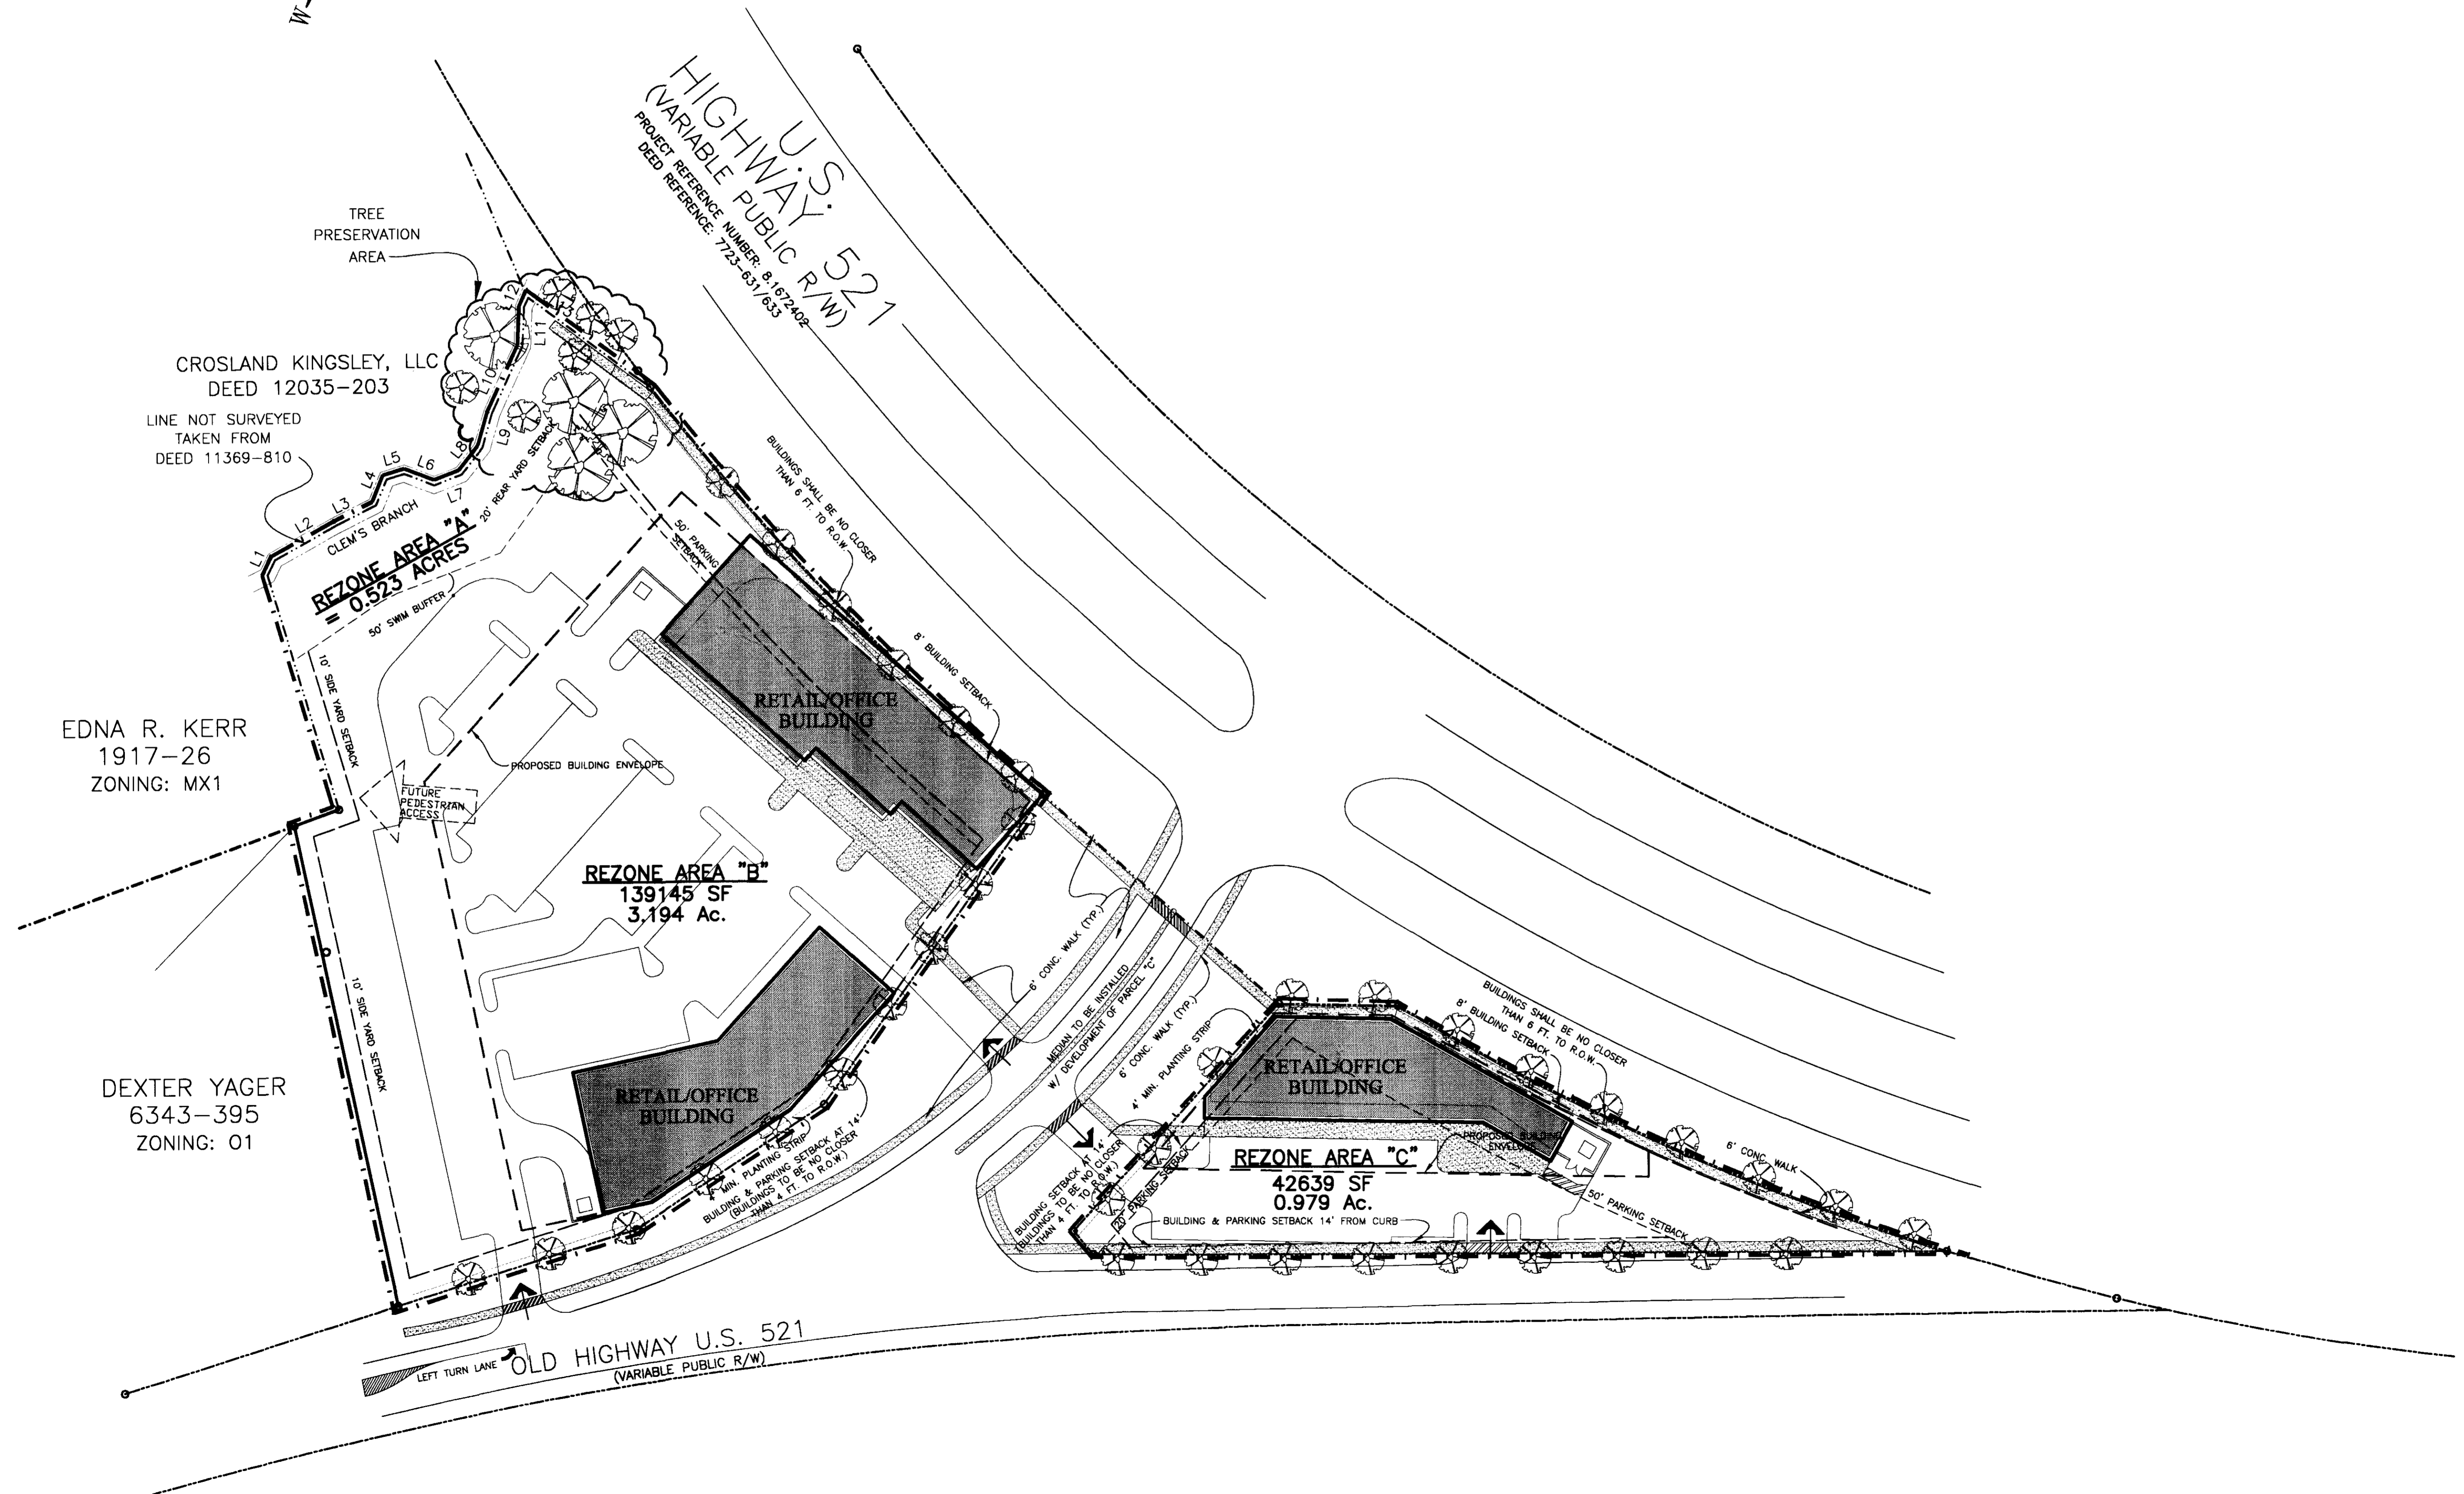 W-
U.S.
HIGHWAY 521
(VARIABLE PUBLIC R/W)
PROJECT REFERENCE NUMBER: 8.1672402
DEED REFERENCE: 7723-631/633
TREE
PRESERVATION
AREA
CROSLAND KINGSLEY, LLC
DEED 12035-203
LINE NOT SURVEYED
TAKEN FROM
DEED 11369-810
L1
L2
L3
L4
L5
L6
L7
L8
L9
L10
L11
L12
CLEM'S BRANCH
20' REAR YARD SETBACK
REZONE AREA "A"
= 0.523 ACRES
50' SWIM BUFFER
10' SIDE YARD SETBACK
50' PARKING
SETBACK
BUILDINGS SHALL BE NO CLOSER
THAN 6 FT. TO R.O.W.
8' BUILDING SETBACK
RETAIL/OFFICE
BUILDING
EDNA R. KERR
1917-26
ZONING: MX1
PROPOSED BUILDING ENVELOPE
FUTURE
PEDESTRIAN
ACCESS
REZONE AREA "B"
139145 SF
3.194 Ac.
10' SIDE YARD SETBACK
DEXTER YAGER
6343-395
ZONING: O1
RETAIL/OFFICE
BUILDING
4' MIN. PLANTING STRIP
BUILDING & PARKING SETBACK AT 14'
(BUILDINGS TO BE NO CLOSER
THAN 4 FT. TO R.O.W.)
6' CONC. WALK (TYP.)
MEDIAN TO BE INSTALLED
W/ DEVELOPMENT OF PARCEL "C"
6' CONC. WALK (TYP.)
4' MIN. PLANTING STRIP
BUILDINGS SHALL BE NO CLOSER
THAN 6 FT. TO R.O.W.
8' BUILDING SETBACK
RETAIL/OFFICE
BUILDING
PROPOSED BUILDING
ENVELOPE
6' CONC. WALK
REZONE AREA "C"
42639 SF
0.979 Ac.
BUILDING SETBACK AT 14'
(BUILDINGS TO BE NO CLOSER
THAN 4 FT. TO R.O.W.)
20' PARKING SETBACK
50' PARKING SETBACK
BUILDING & PARKING SETBACK 14' FROM CURB
LEFT TURN LANE
OLD HIGHWAY U.S. 521
(VARIABLE PUBLIC R/W)